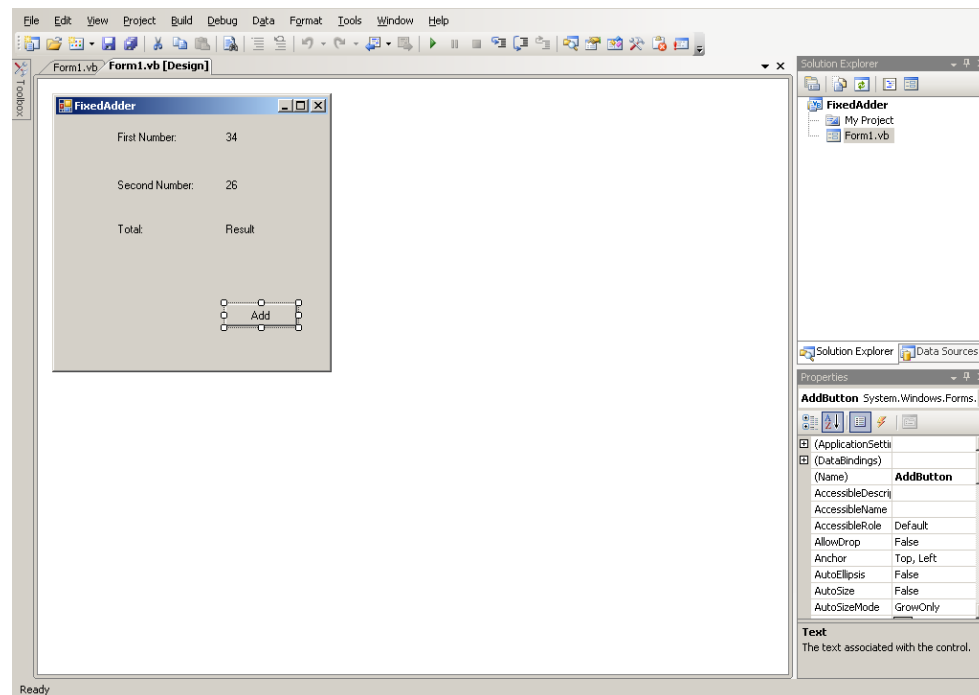 File Edit View Project Build Debug Data Format Tools Window Help
Toolbox
Form1.vb Form1.vb [Design]
FixedAdder
First Number: 34
Second Number: 26
Total: Result
Add
Solution Explorer
FixedAdder
My Project
Form1.vb
Solution Explorer Data Sources
Properties
AddButton System.Windows.Forms.
(ApplicationSetti
(DataBindings)
(Name) AddButton
AccessibleDescrip
AccessibleName
AccessibleRole Default
AllowDrop False
Anchor Top, Left
AutoEllipsis False
AutoSize False
AutoSizeMode GrowOnly
Text
The text associated with the control.
Ready